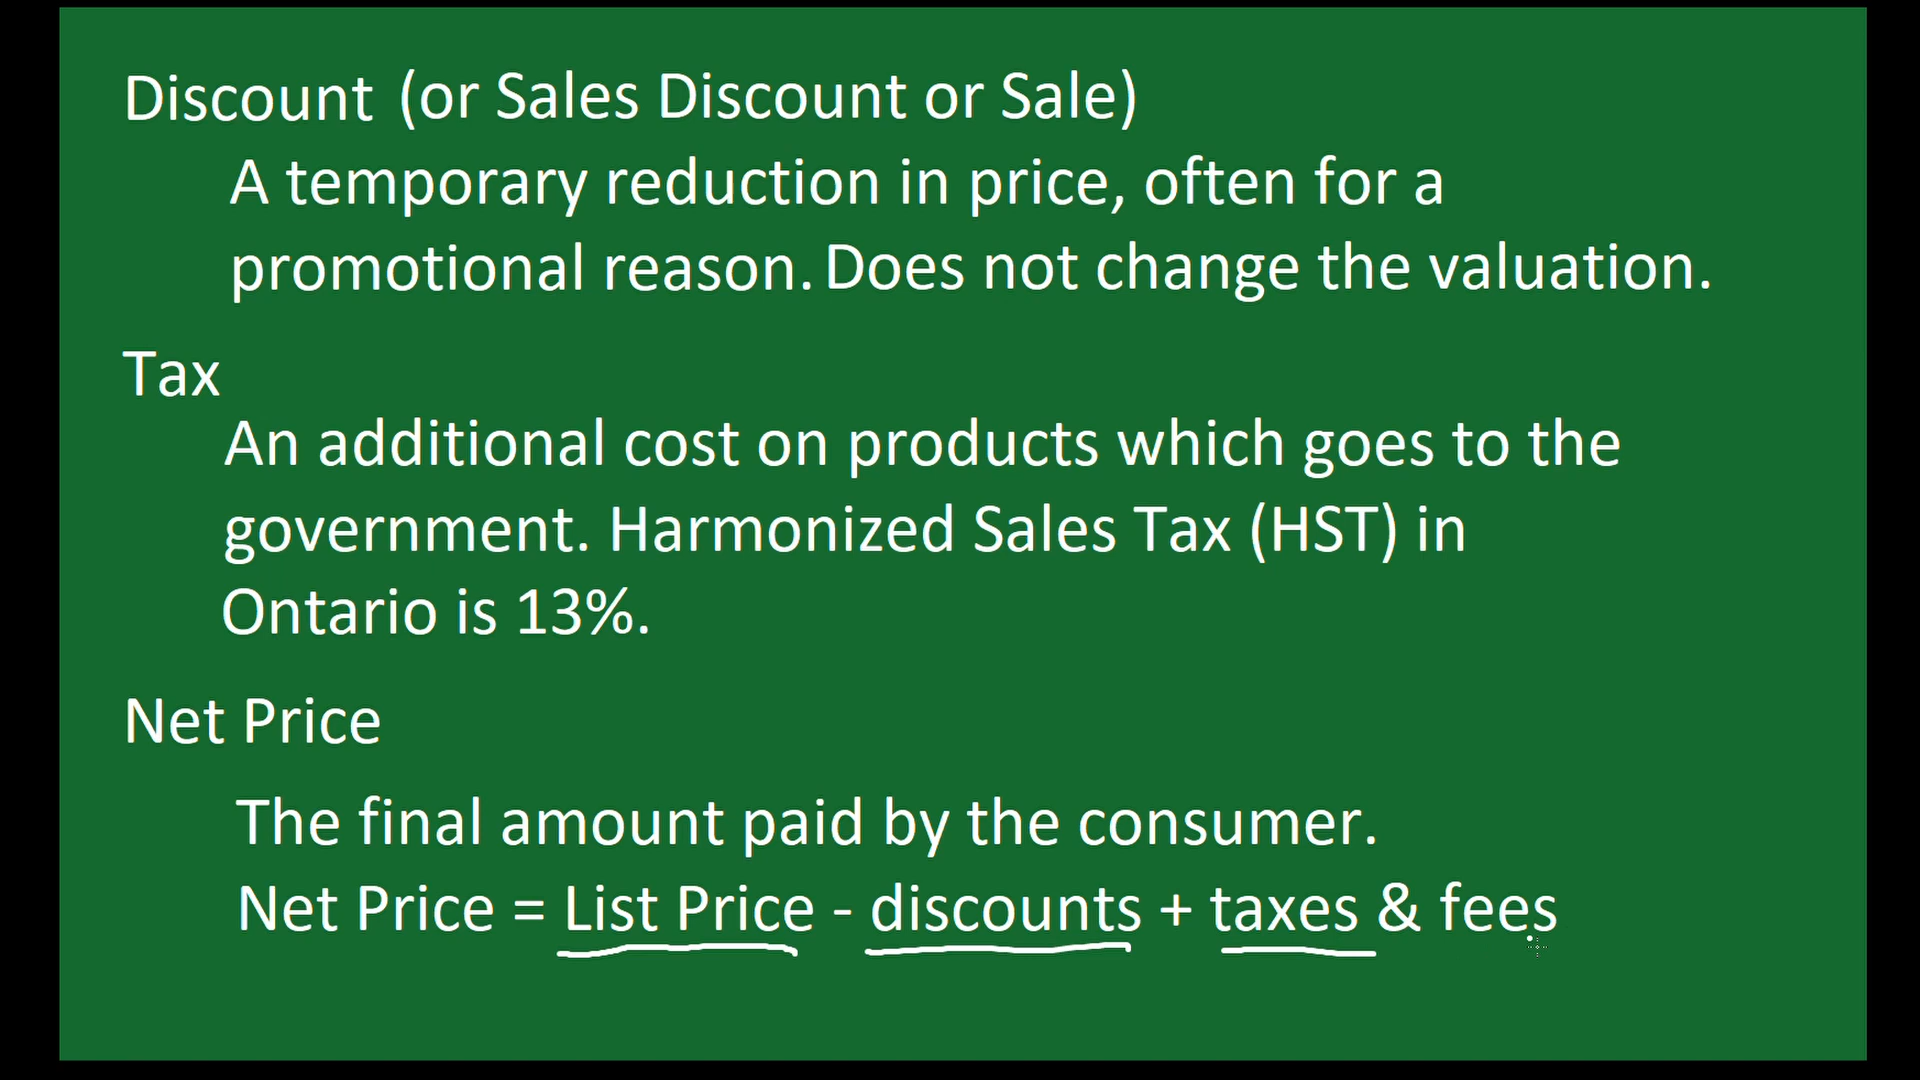 Discount (or Sales Discount or Sale)
A temporary reduction in price, often for a
promotional reason. Does not change the valuation.
Tax
An additional cost on products which goes to the
government. Harmonized Sales Tax (HST) in
Ontario is 13%.
Net Price
The final amount paid by the consumer.
Net Price = List Price - discounts + taxes & fees